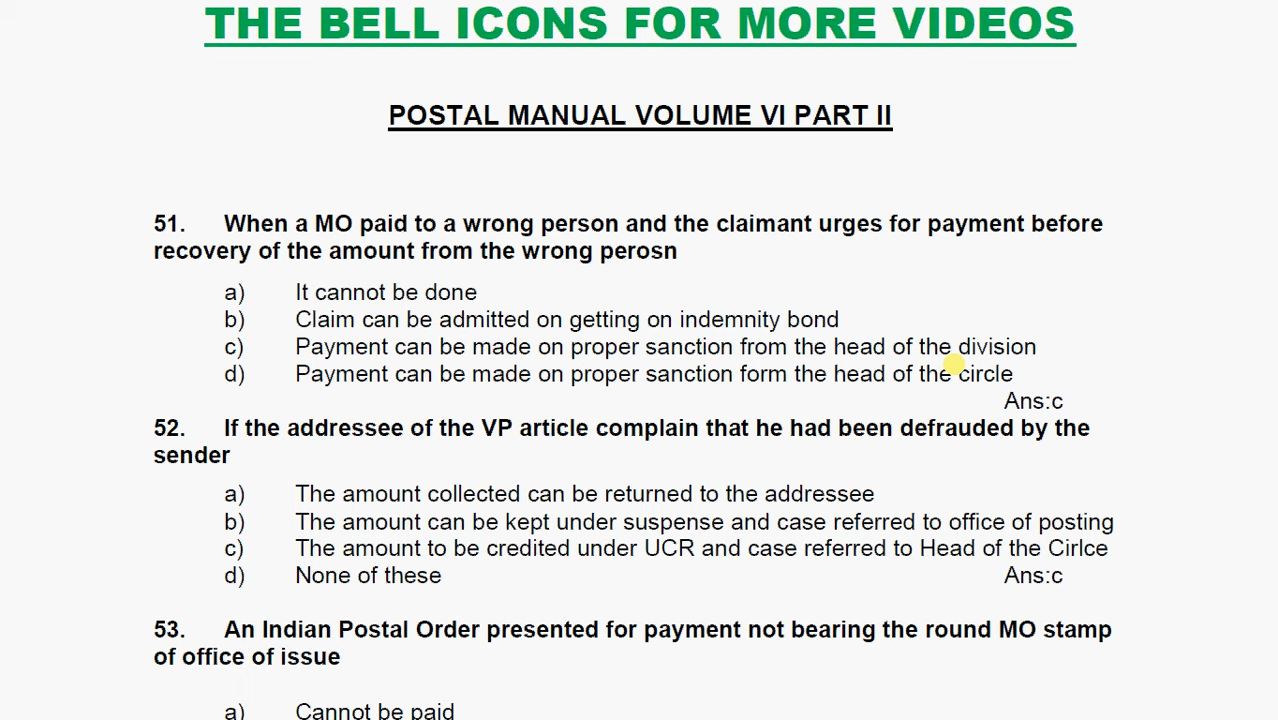 THE BELL ICONS FOR MORE VIDEOS
POSTAL MANUAL VOLUME VI PART II
51. When a MO paid to a wrong person and the claimant urges for payment before
recovery of the amount from the wrong perosn
a) It cannot be done
b) Claim can be admitted on getting on indemnity bond
c) Payment can be made on proper sanction from the head of the division
d) Payment can be made on proper sanction form the head of the circle
Ans:c
52. If the addressee of the VP article complain that he had been defrauded by the
sender
a) The amount collected can be returned to the addressee
b) The amount can be kept under suspense and case referred to office of posting
c) The amount to be credited under UCR and case referred to Head of the Cirlce
d) None of these Ans:c
53. An Indian Postal Order presented for payment not bearing the round MO stamp
of office of issue
a) Cannot be paid